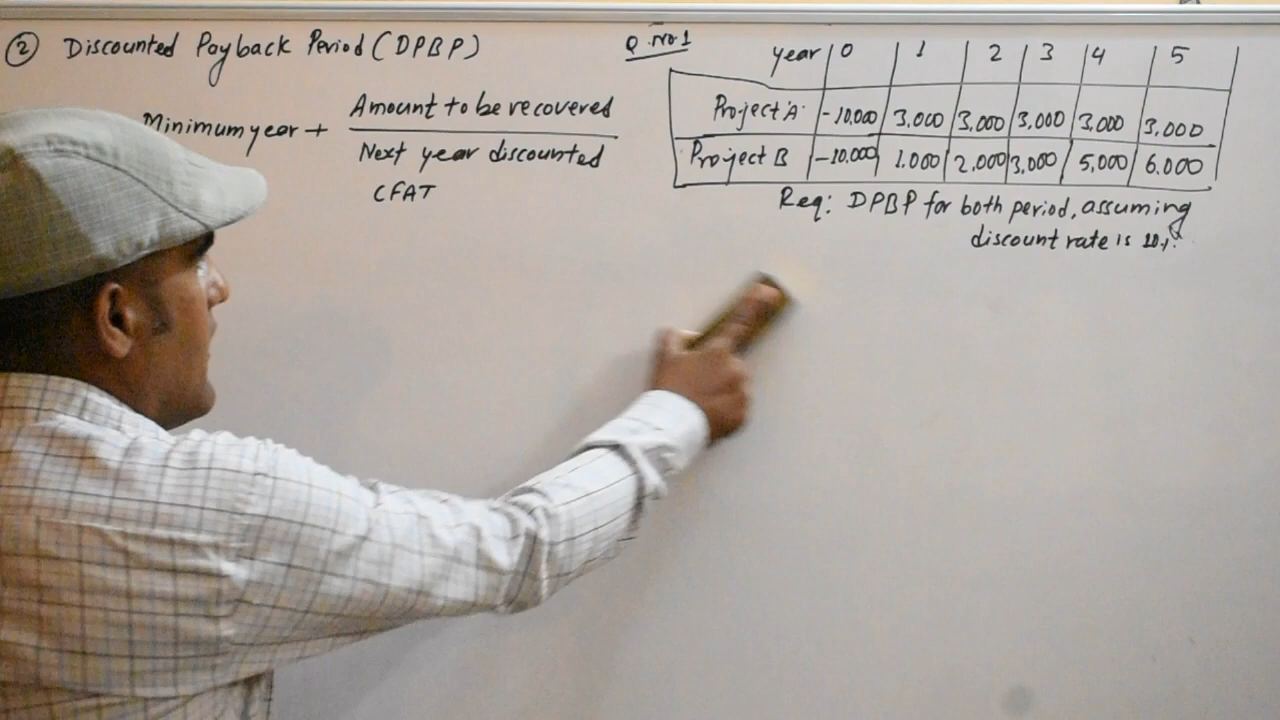 ② Discounted Payback Period (DPBP)
Minimum year + Amount to be recovered
Next year discounted
CFAT
Q.No.1
year 0 1 2 3 4 5
Project A -10,000 3,000 3,000 3,000 3,000 3,000
Project B -10,000 1,000 2,000 3,000 5,000 6,000
Req: DPBP for both period, assuming
discount rate is 10%.